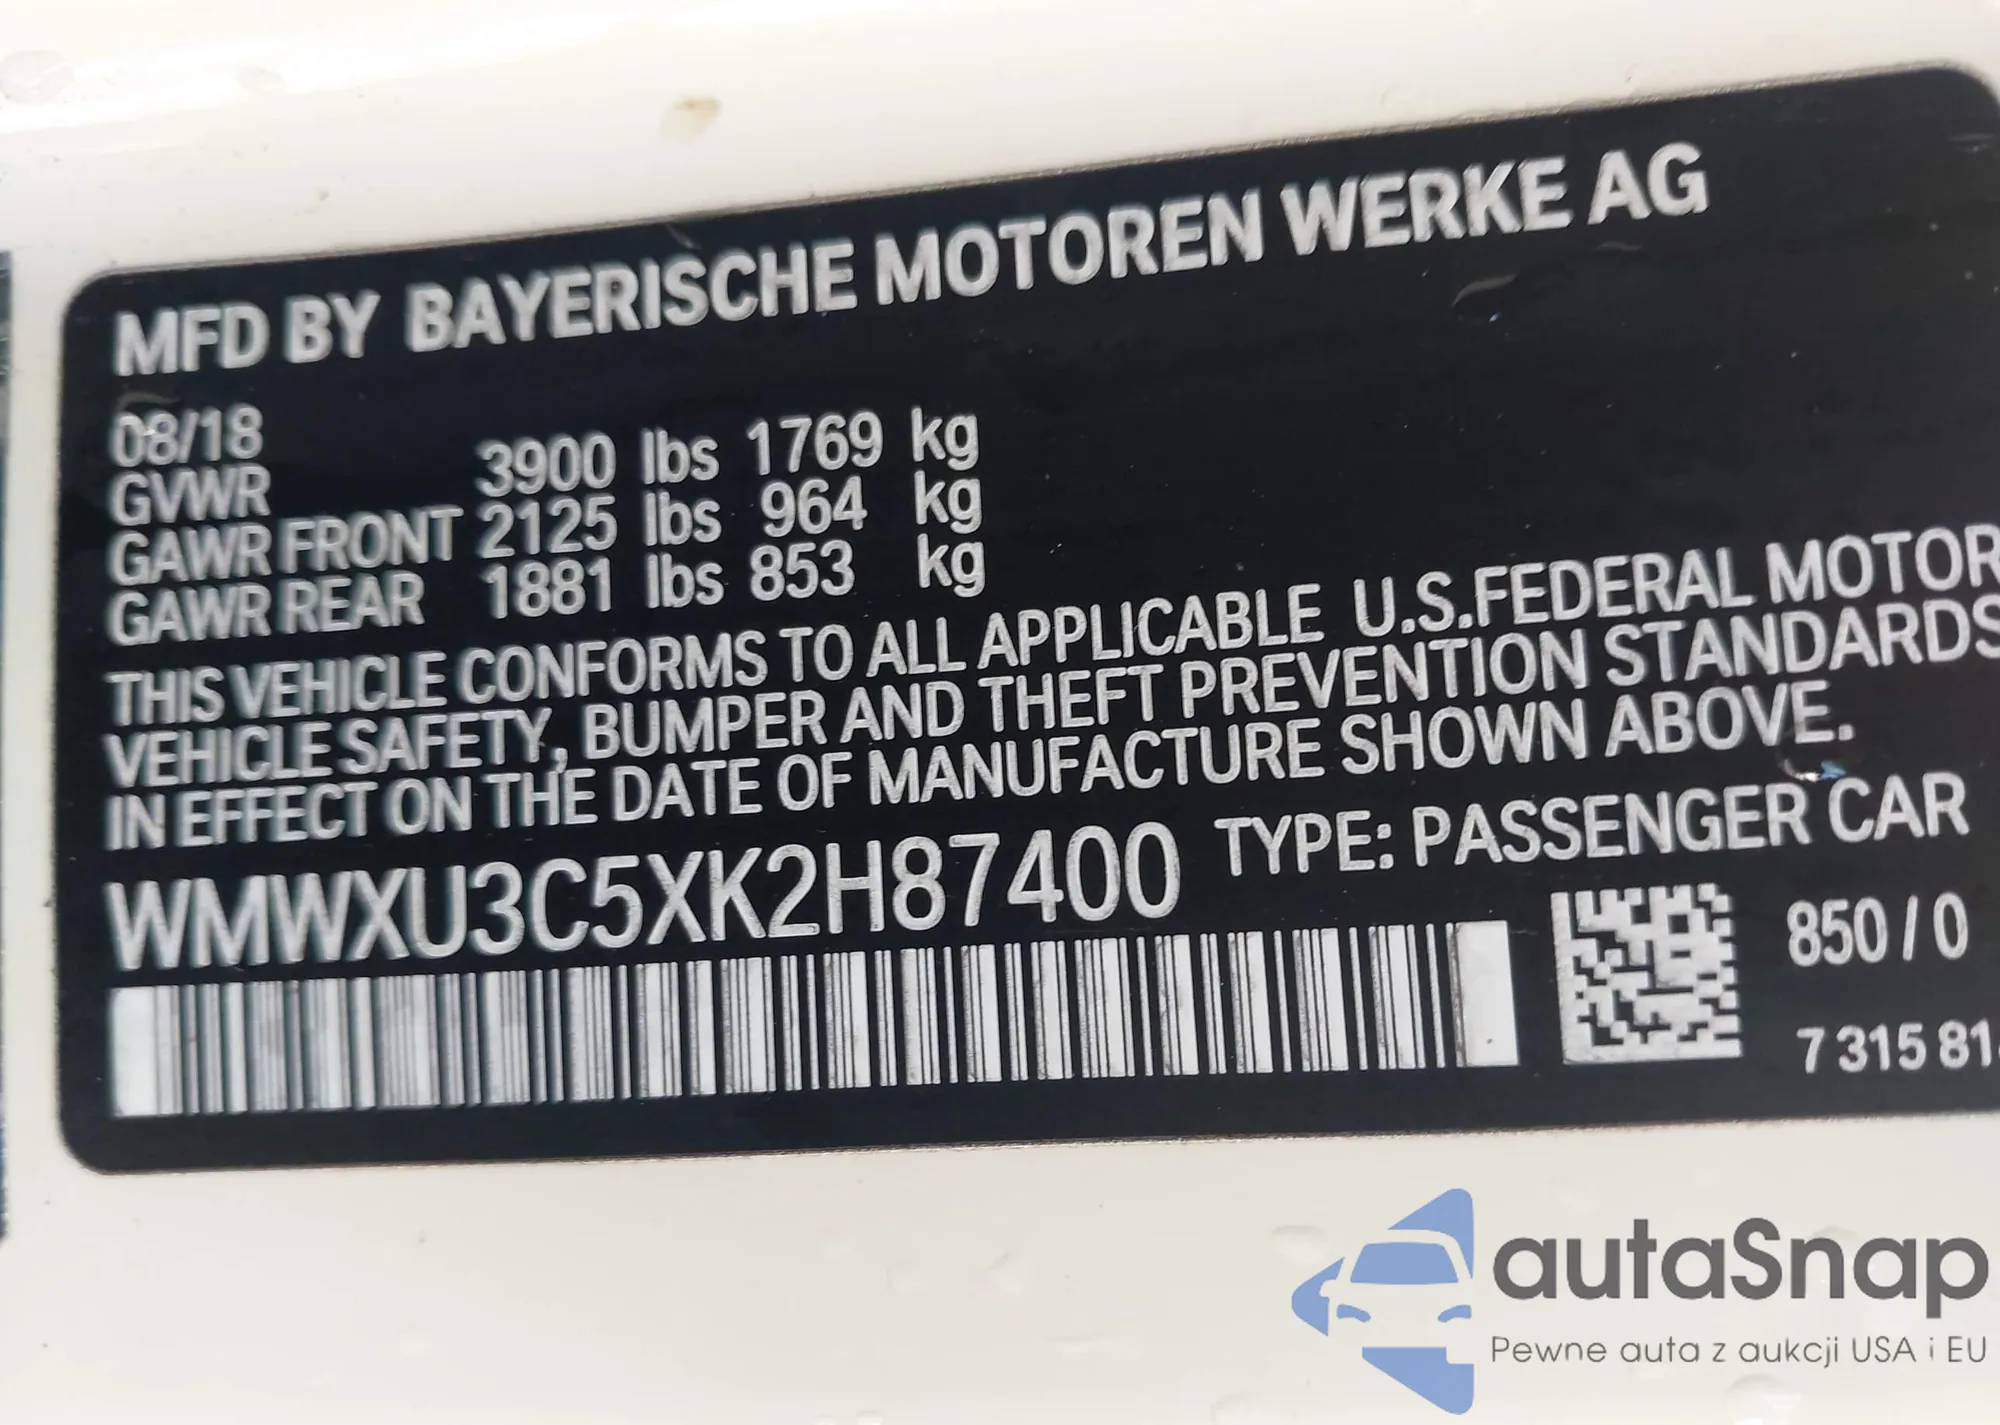 MFD BY BAYERISCHE MOTOREN WERKE AG
08/18
GVWR 3900 lbs 1769 kg
GAWR FRONT 2125 lbs 964 kg
GAWR REAR 1881 lbs 853 kg
THIS VEHICLE CONFORMS TO ALL APPLICABLE U.S.FEDERAL MOTOR
VEHICLE SAFETY, BUMPER AND THEFT PREVENTION STANDARDS
IN EFFECT ON THE DATE OF MANUFACTURE SHOWN ABOVE.
WMWXU3C5XK2H87400 TYPE: PASSENGER CAR
850 / 0
7 315 81
autaSnap
Pewne auta z aukcji USA i EU